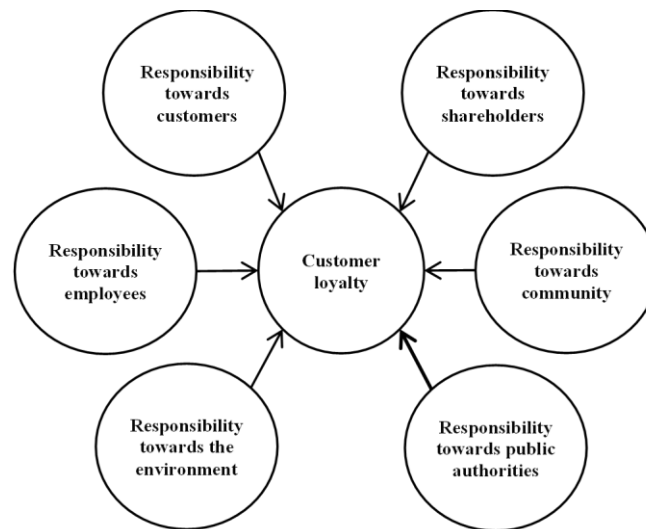 Responsibility
towards
customers
Responsibility
towards
shareholders
Responsibility
towards
employees
Customer
loyalty
Responsibility
towards
community
Responsibility
towards the
environment
Responsibility
towards public
authorities